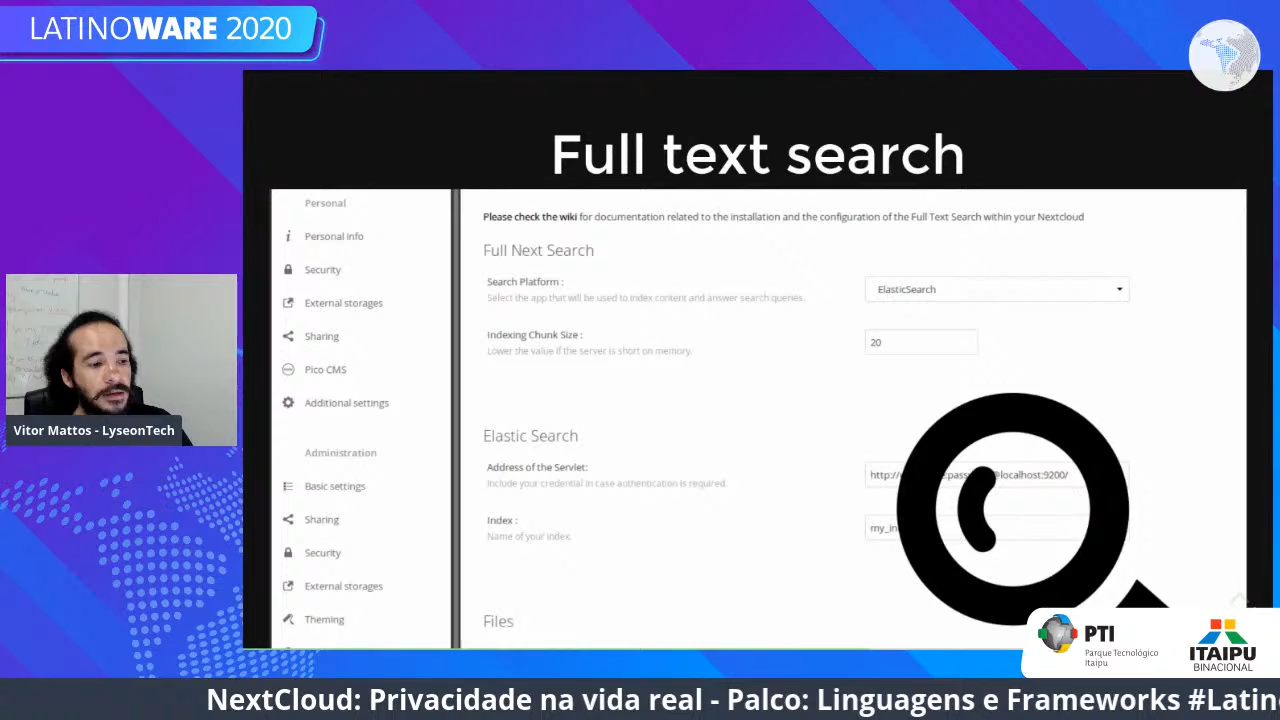 LATINOWARE 2020
Full text search
Personal
Personal info
Security
External storages
Sharing
Pico CMS
Additional settings
Administration
Basic settings
Sharing
Security
External storages
Theming
Please check the wiki for documentation related to the installation and the configuration of the Full Text Search within your Nextcloud
Full Next Search
Search Platform :
Select the app that will be used to index content and answer search queries.
ElasticSearch
Indexing Chunk Size :
Lower the value if the server is short on memory.
20
Elastic Search
Address of the Servlet:
Include your credential in case authentication is required.
http://
@localhost:9200/
Index :
Name of your index.
Files
Vitor Mattos - LyseonTech
PTI
Parque Tecnológico
Itaipu
ITAIPU
BINACIONAL
NextCloud: Privacidade na vida real - Palco: Linguagens e Frameworks #Latin